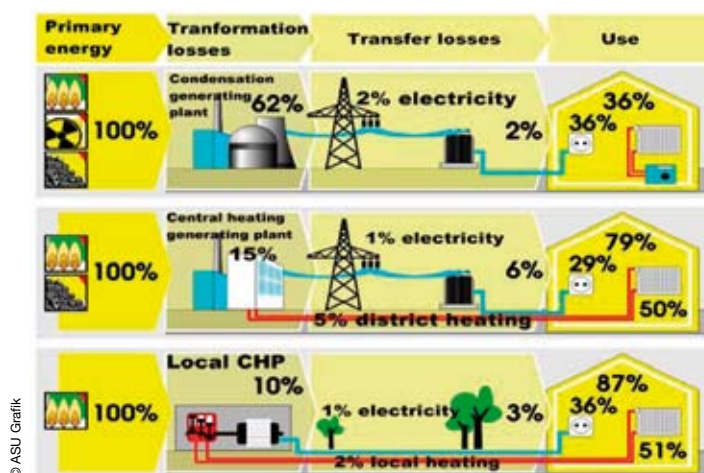 Primary energy
Tranformation losses
Transfer losses
Use
Condensation generating plant
62%
100%
2% electricity
2%
36%
36%
Central heating generating plant
15%
100%
1% electricity
6%
5% district heating
79%
29%
50%
Local CHP
10%
100%
1% electricity
3%
2% local heating
87%
36%
51%
© ASU Grafik